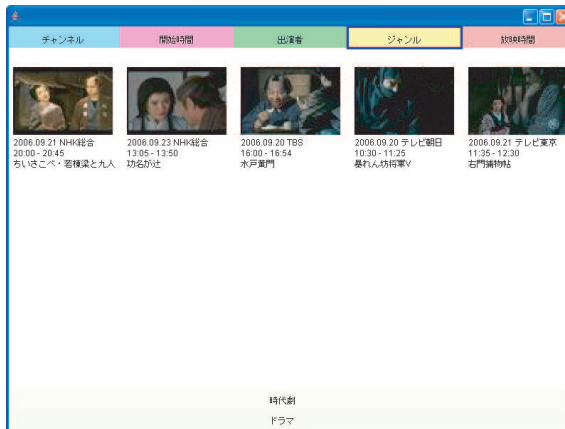 チャンネル
開始時間
出演者
ジャンル
放映時間
2006.09.21 NHK総合
20:00 - 20:45
ちいさこべ・若棟梁と九人
2006.09.23 NHK総合
13:05 - 13:50
功名が辻
2006.09.20 TBS
16:00 - 16:54
水戸黄門
2006.09.20 テレビ朝日
10:30 - 11:25
暴れん坊将軍V
2006.09.21 テレビ東京
11:35 - 12:30
右門捕物帖
時代劇
ドラマ